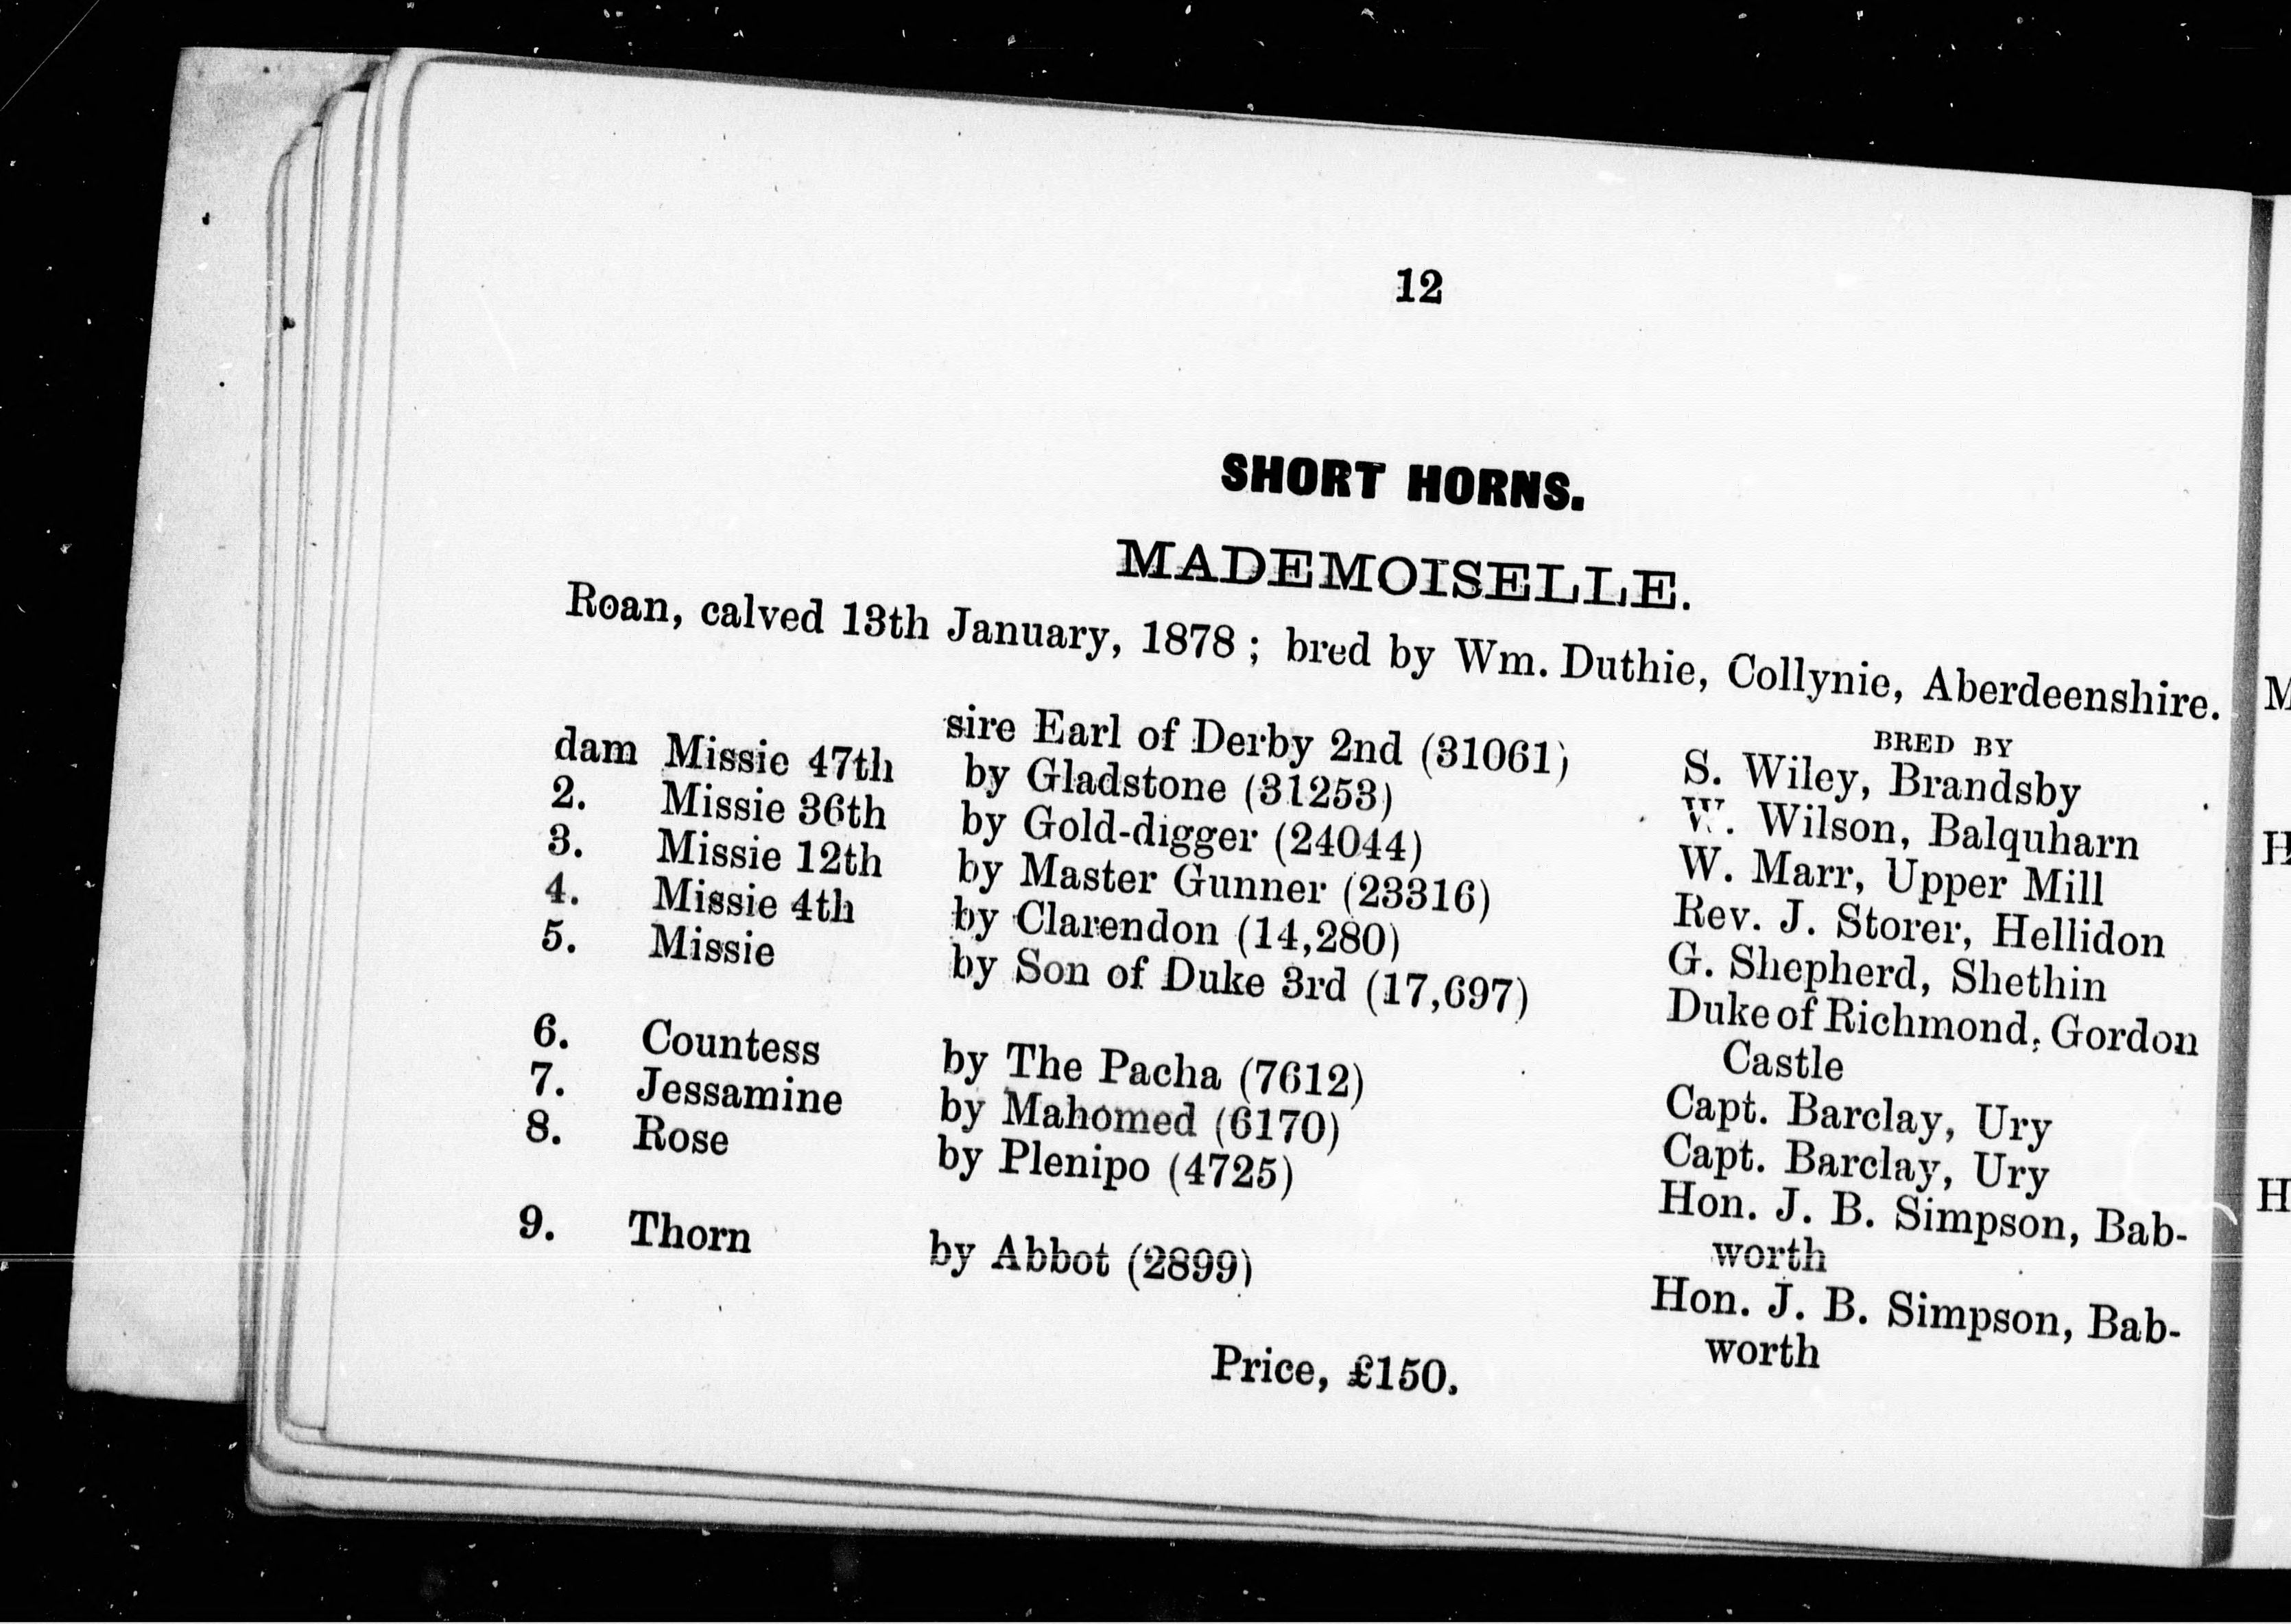 12
SHORT HORNS.
MADEMOISELLE.
Roan, calved 13th January, 1878; bred by Wm. Duthie, Collynie, Aberdeenshire.
BRED BY
sire Earl of Derby 2nd (31061) S. Wiley, Brandsby
dam Missie 47th by Gladstone (31253) W. Wilson, Balquharn
2. Missie 36th by Gold-digger (24044) W. Marr, Upper Mill
3. Missie 12th by Master Gunner (23316) Rev. J. Storer, Hellidon
4. Missie 4th by Clarendon (14,280) G. Shepherd, Shethin
5. Missie by Son of Duke 3rd (17,697) Duke of Richmond, Gordon
Castle
6. Countess by The Pacha (7612) Capt. Barclay, Ury
7. Jessamine by Mahomed (6170) Capt. Barclay, Ury
8. Rose by Plenipo (4725) Hon. J. B. Simpson, Bab-
worth
9. Thorn by Abbot (2899) Hon. J. B. Simpson, Bab-
worth
Price, £150.